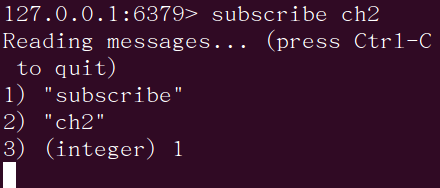 127.0.0.1:6379> subscribe ch2
Reading messages... (press Ctrl-C
 to quit)
1) "subscribe"
2) "ch2"
3) (integer) 1